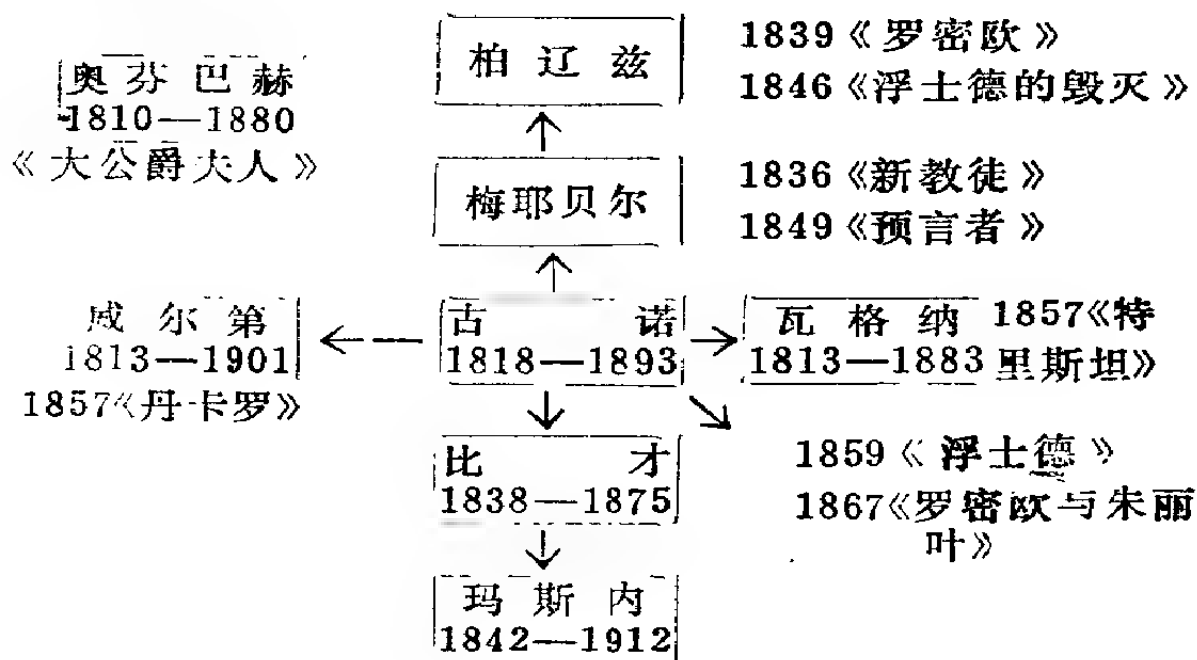 柏辽兹
1839《罗密欧》
1846《浮士德的毁灭》
奥芬巴赫
1810—1880
《大公爵夫人》
梅耶贝尔
1836《新教徒》
1849《预言者》
威尔第
1813—1901
1857《丹卡罗》
古诺
1818—1893
瓦格纳
1813—1883
1857《特
里斯坦》
比才
1838—1875
1859《浮士德》
1867《罗密欧与朱丽
叶》
玛斯内
1842—1912